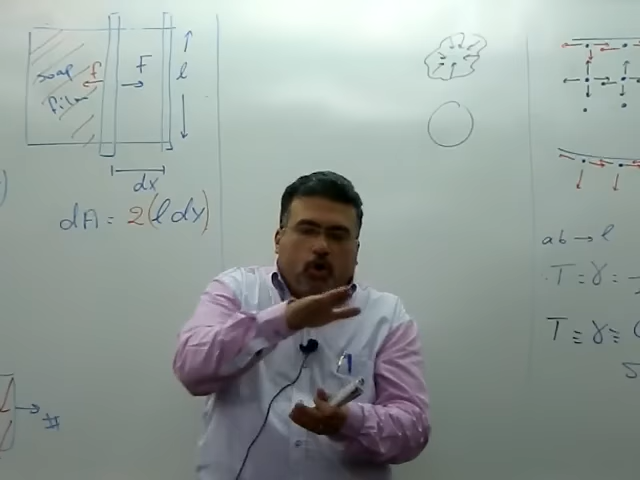 soap
film
f
F
l
dx
dA = 2(l dx)
ab → l
T = γ =
T ≡ γ ≡